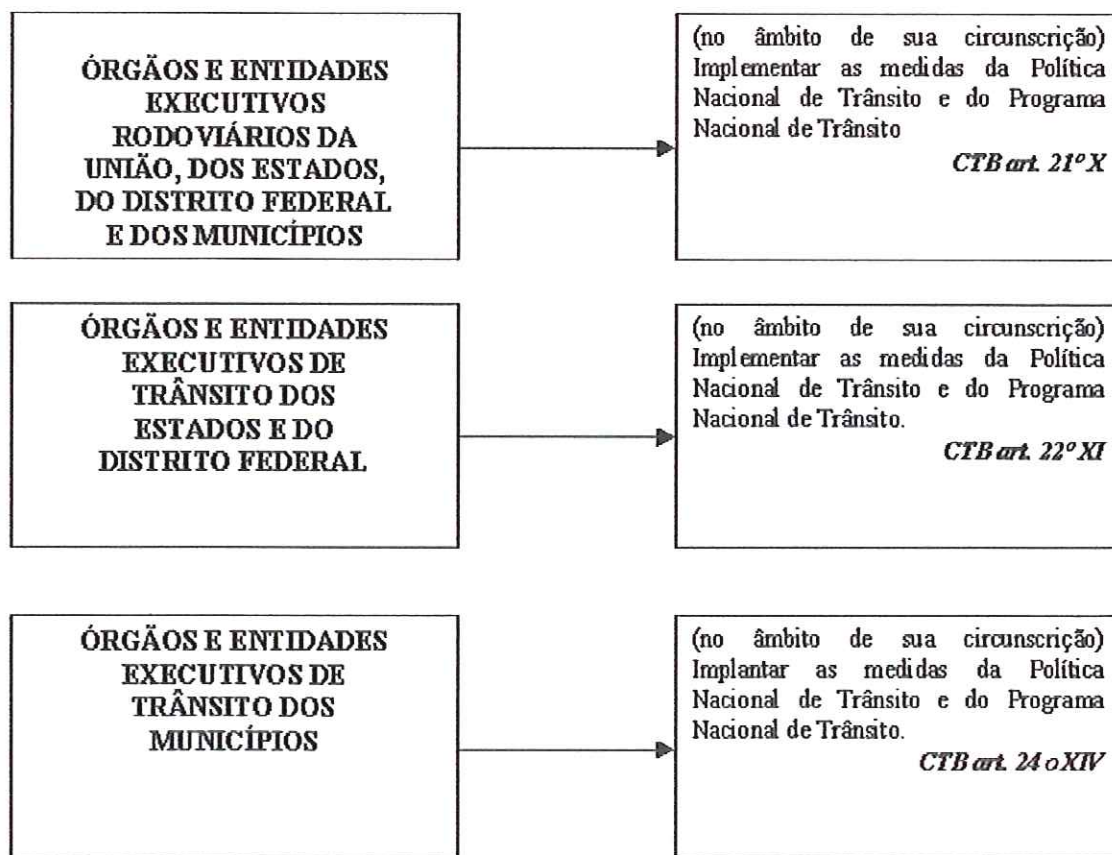 ÓRGÃOS E ENTIDADES
EXECUTIVOS
RODOVIÁRIOS DA
UNIÃO, DOS ESTADOS,
DO DISTRITO FEDERAL
E DOS MUNICÍPIOS
(no âmbito de sua circunscrição)
Implementar as medidas da Política
Nacional de Trânsito e do Programa
Nacional de Trânsito
CTB art. 21º X
ÓRGÃOS E ENTIDADES
EXECUTIVOS DE
TRÂNSITO DOS
ESTADOS E DO
DISTRITO FEDERAL
(no âmbito de sua circunscrição)
Implementar as medidas da Política
Nacional de Trânsito e do Programa
Nacional de Trânsito.
CTB art. 22º XI
ÓRGÃOS E ENTIDADES
EXECUTIVOS DE
TRÂNSITO DOS
MUNICÍPIOS
(no âmbito de sua circunscrição)
Implantar as medidas da Política
Nacional de Trânsito e do Programa
Nacional de Trânsito.
CTB art. 24 o XIV